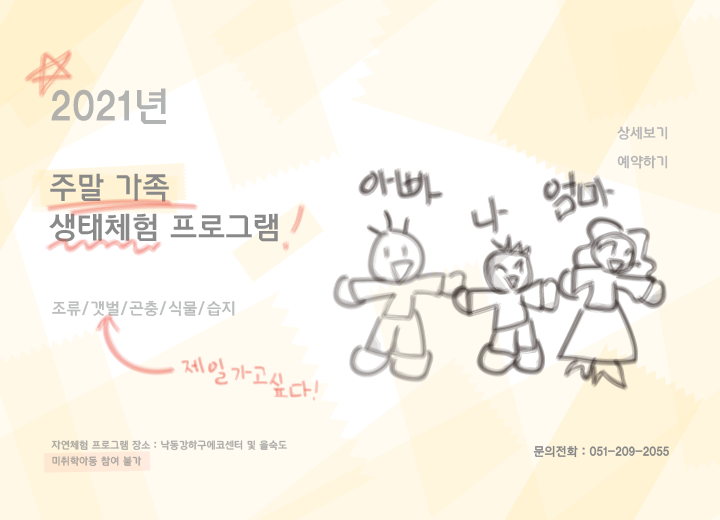 2021년
상세보기
예약하기
주말 가족
생태체험 프로그램!
아빠
나
엄마
조류/갯벌/곤충/식물/습지
제일 가고싶다!
자연체험 프로그램 장소 : 낙동강하구에코센터 및 을숙도
미취학아동 참여 불가
문의전화 : 051-209-2055